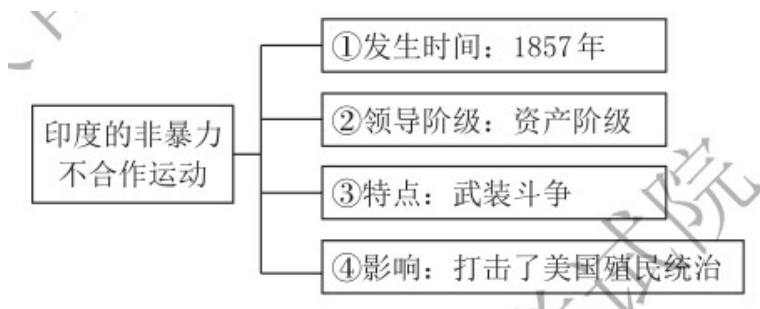 ①发生时间：1857年
②领导阶级：资产阶级
印度的非暴力
不合作运动
③特点：武装斗争
④影响：打击了美国殖民统治
试院